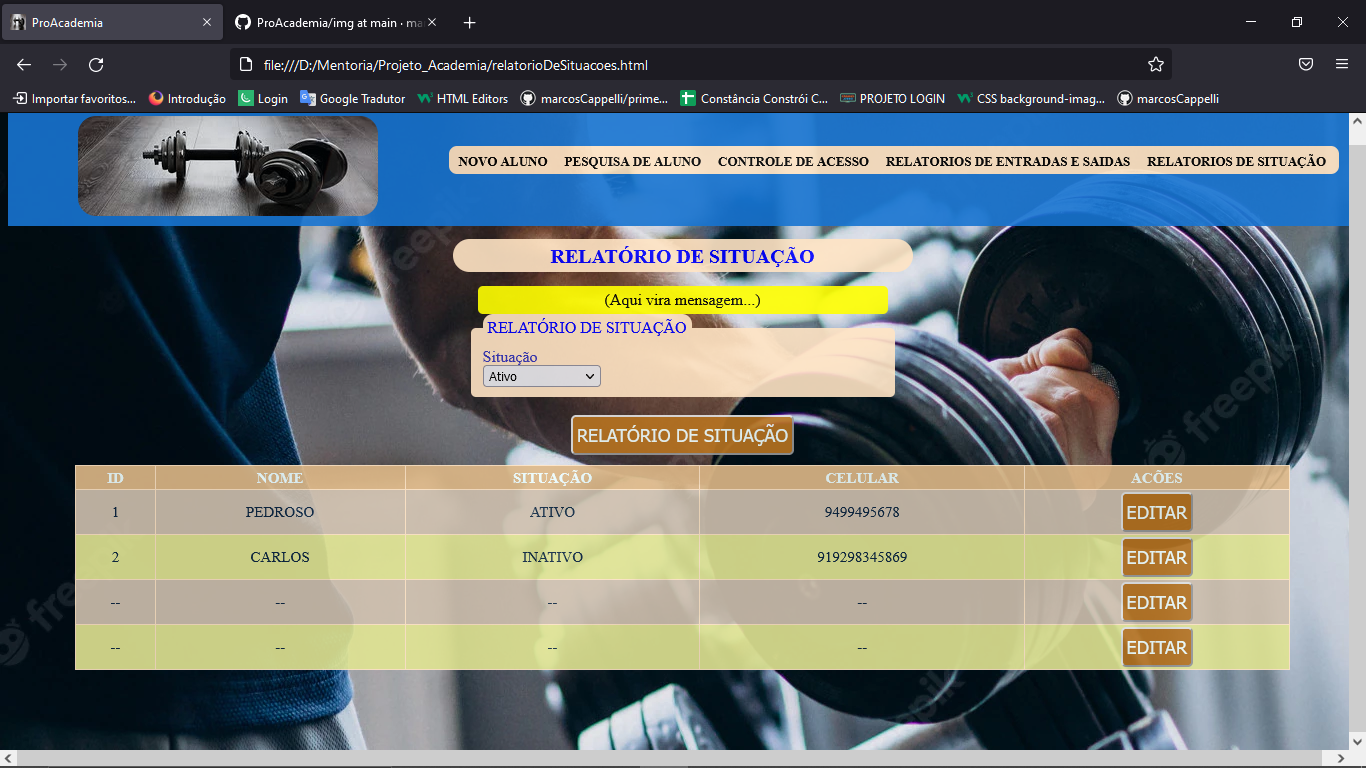 ProAcademia
ProAcademia/img at main · ma
file:///D:/Mentoria/Projeto_Academia/relatorioDeSituacoes.html
Importar favoritos... Introdução Login Google Tradutor HTML Editors marcosCappelli/prime... Constância Constrói C... PROJETO LOGIN CSS background-imag... marcosCappelli
NOVO ALUNO PESQUISA DE ALUNO CONTROLE DE ACESSO RELATORIOS DE ENTRADAS E SAIDAS RELATORIOS DE SITUAÇÃO
RELATÓRIO DE SITUAÇÃO
(Aqui vira mensagem...)
RELATÓRIO DE SITUAÇÃO
Situação
Ativo
RELATÓRIO DE SITUAÇÃO
ID NOME SITUAÇÃO CELULAR ACÕES
1 PEDROSO ATIVO 9499495678 EDITAR
2 CARLOS INATIVO 919298345869 EDITAR
-- -- -- -- EDITAR
-- -- -- -- EDITAR
freepik
freepik
freepik